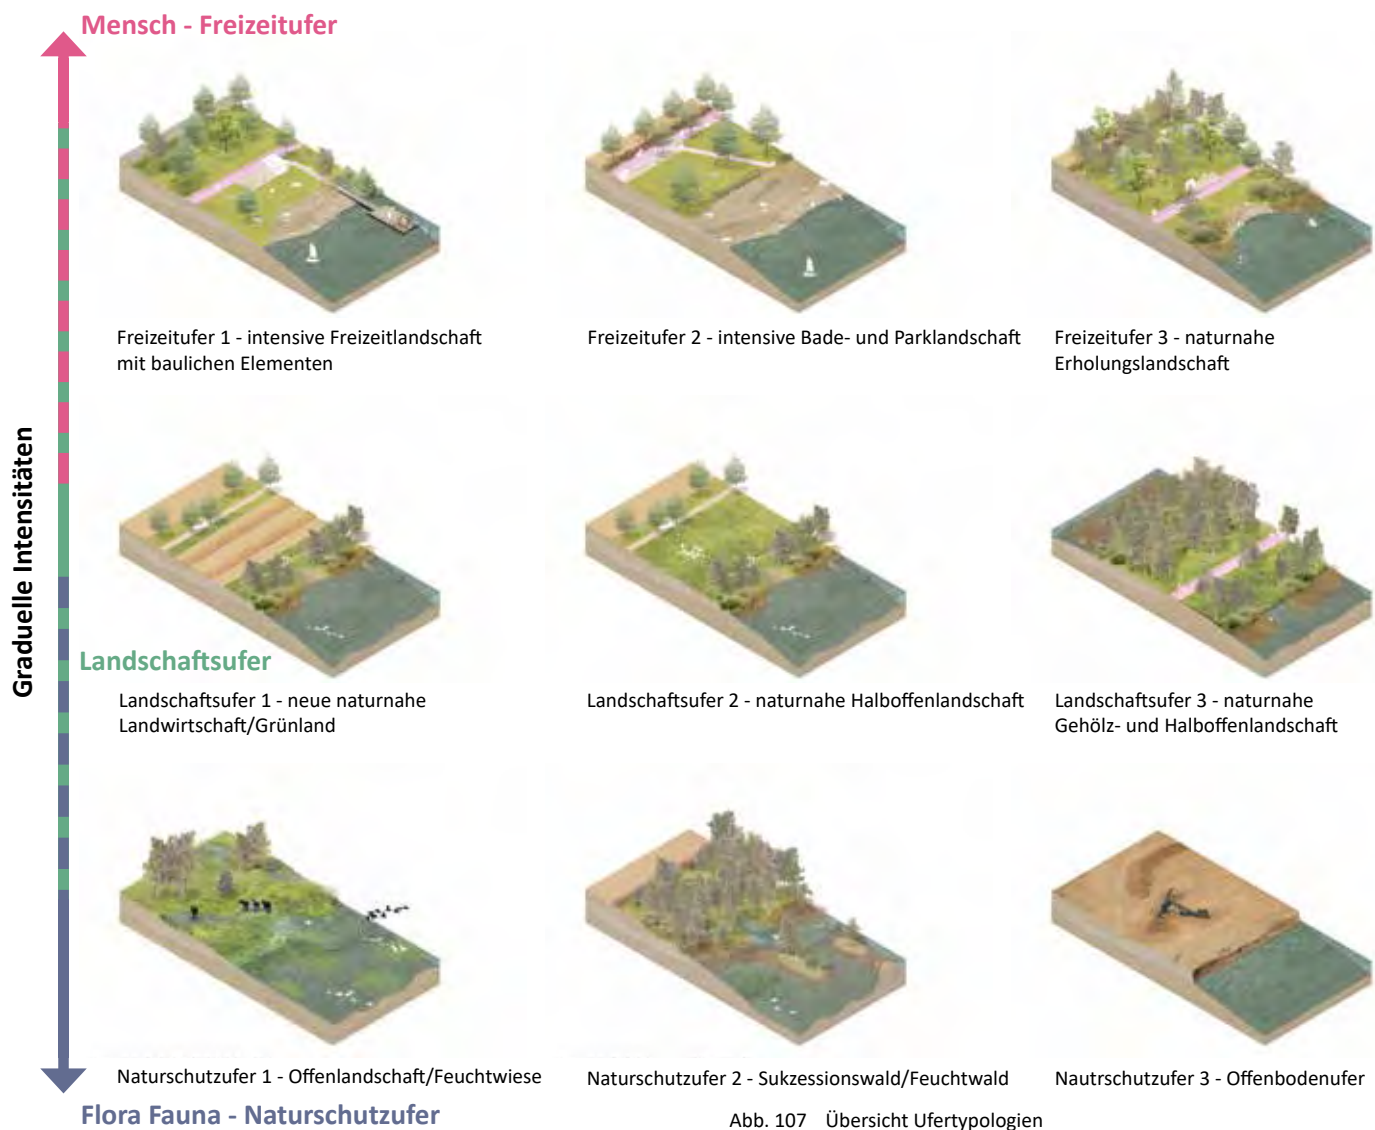 Mensch - Freizeitufer
Freizeitufer 1 - intensive Freizeitlandschaft
mit baulichen Elementen
Freizeitufer 2 - intensive Bade- und Parklandschaft
Freizeitufer 3 - naturnahe
Erholungslandschaft
Graduelle Intensitäten
Landschaftsufer
Landschaftsufer 1 - neue naturnahe
Landwirtschaft/Grünland
Landschaftsufer 2 - naturnahe Halboffenlandschaft
Landschaftsufer 3 - naturnahe
Gehölz- und Halboffenlandschaft
Naturschutzufer 1 - Offenlandschaft/Feuchtwiese
Naturschutzufer 2 - Sukzessionswald/Feuchtwald
Nautrschutzufer 3 - Offenbodenufer
Flora Fauna - Naturschutzufer
Abb. 107 Übersicht Ufertypologien